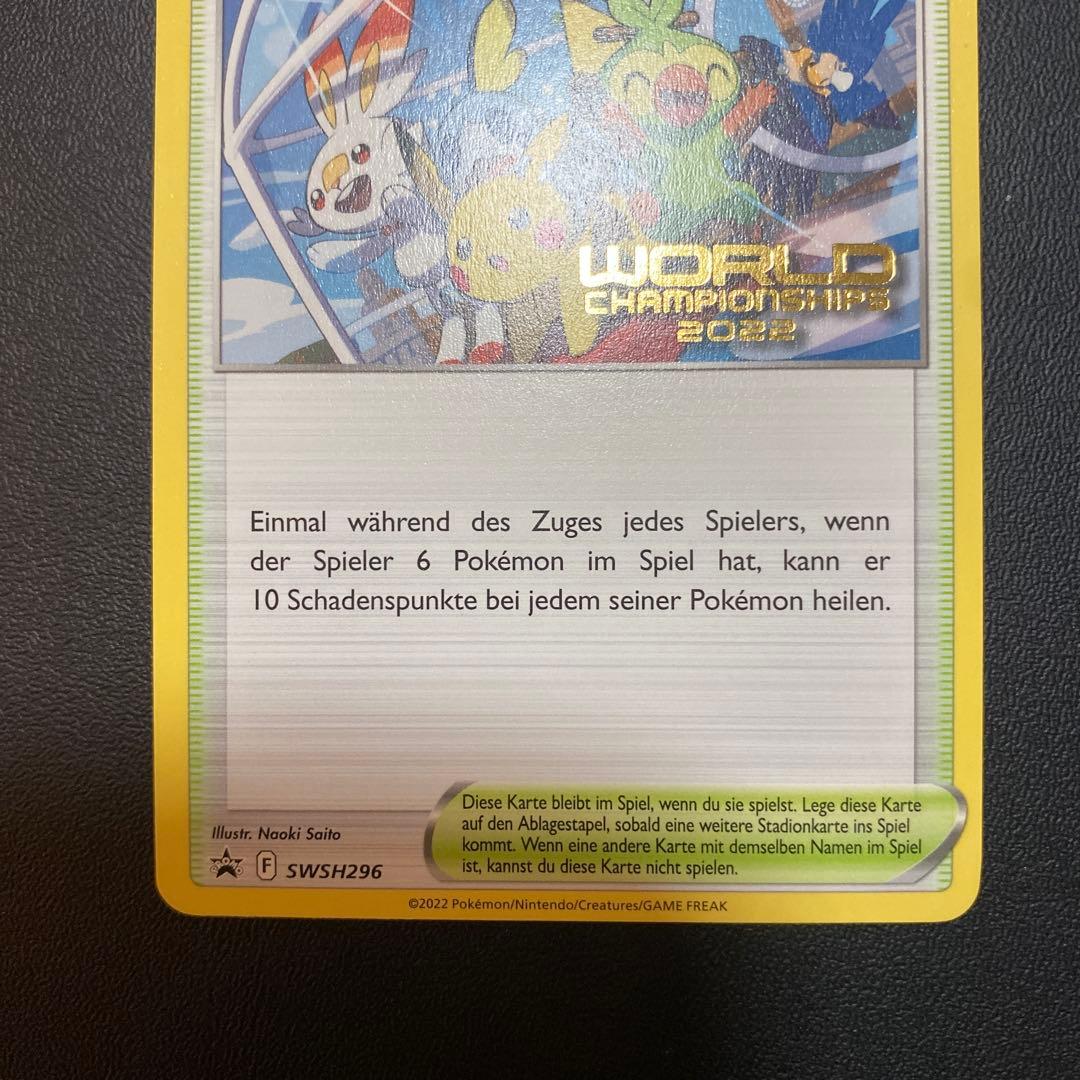 WORLD
CHAMPIONSHIPS
2022
Einmal während des Zuges jedes Spielers, wenn
der Spieler 6 Pokémon im Spiel hat, kann er
10 Schadenspunkte bei jedem seiner Pokémon heilen.
Diese Karte bleibt im Spiel, wenn du sie spielst. Lege diese Karte
auf den Ablagestapel, sobald eine weitere Stadionkarte ins Spiel
kommt. Wenn eine andere Karte mit demselben Namen im Spiel
ist, kannst du diese Karte nicht spielen.
Illustr. Naoki Saito
F SWSH296
©2022 Pokémon/Nintendo/Creatures/GAME FREAK